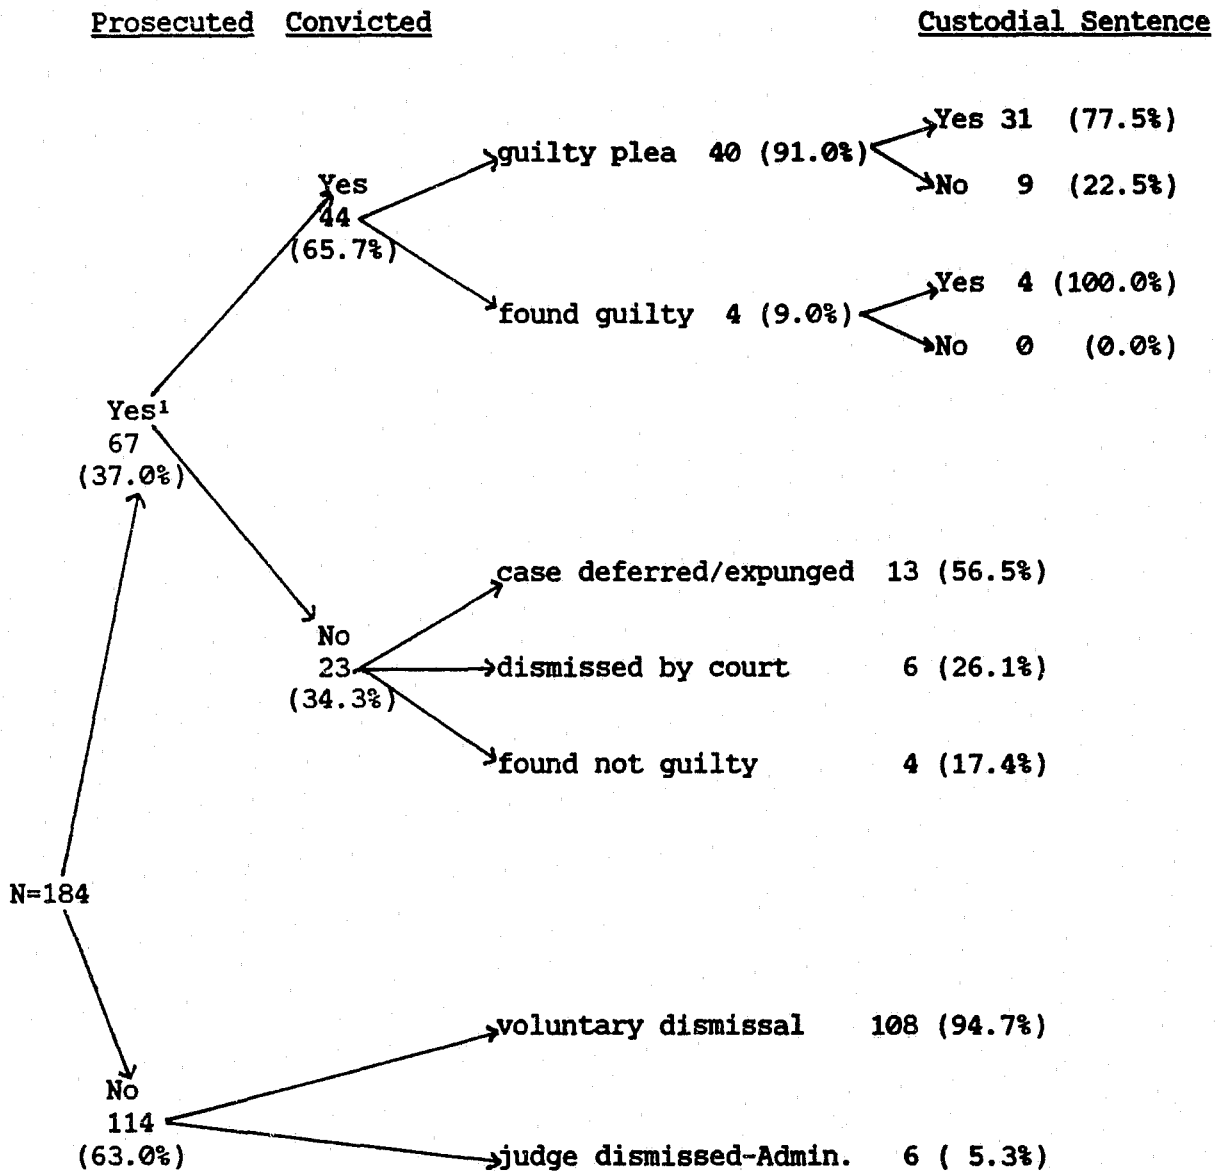 Prosecuted Convicted Custodial Sentence
Yes 31 (77.5%)
guilty plea 40 (91.0%)
No 9 (22.5%)
Yes
44
(65.7%)
Yes 4 (100.0%)
found guilty 4 (9.0%)
No 0 (0.0%)
Yes¹
67
(37.0%)
case deferred/expunged 13 (56.5%)
No
23
(34.3%)
dismissed by court 6 (26.1%)
found not guilty 4 (17.4%)
N=184
voluntary dismissal 108 (94.7%)
No
114
(63.0%)
judge dismissed-Admin. 6 ( 5.3%)